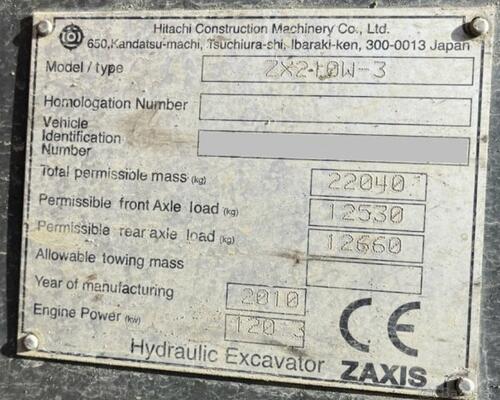 Hitachi Construction Machinery Co., Ltd.
650,Kandatsu-machi, Tsuchiura-shi, Ibaraki-ken, 300-0013 Japan
Model / type ZX210W-3
Homologation Number
Vehicle
Identification
Number
Total permissible mass (kg) 22040
Permissible front Axle load (kg) 12530
Permissible rear axle load (kg) 12660
Allowable towing mass
Year of manufacturing 2010
Engine Power (kw) 120.3
CE
Hydraulic Excavator ZAXIS